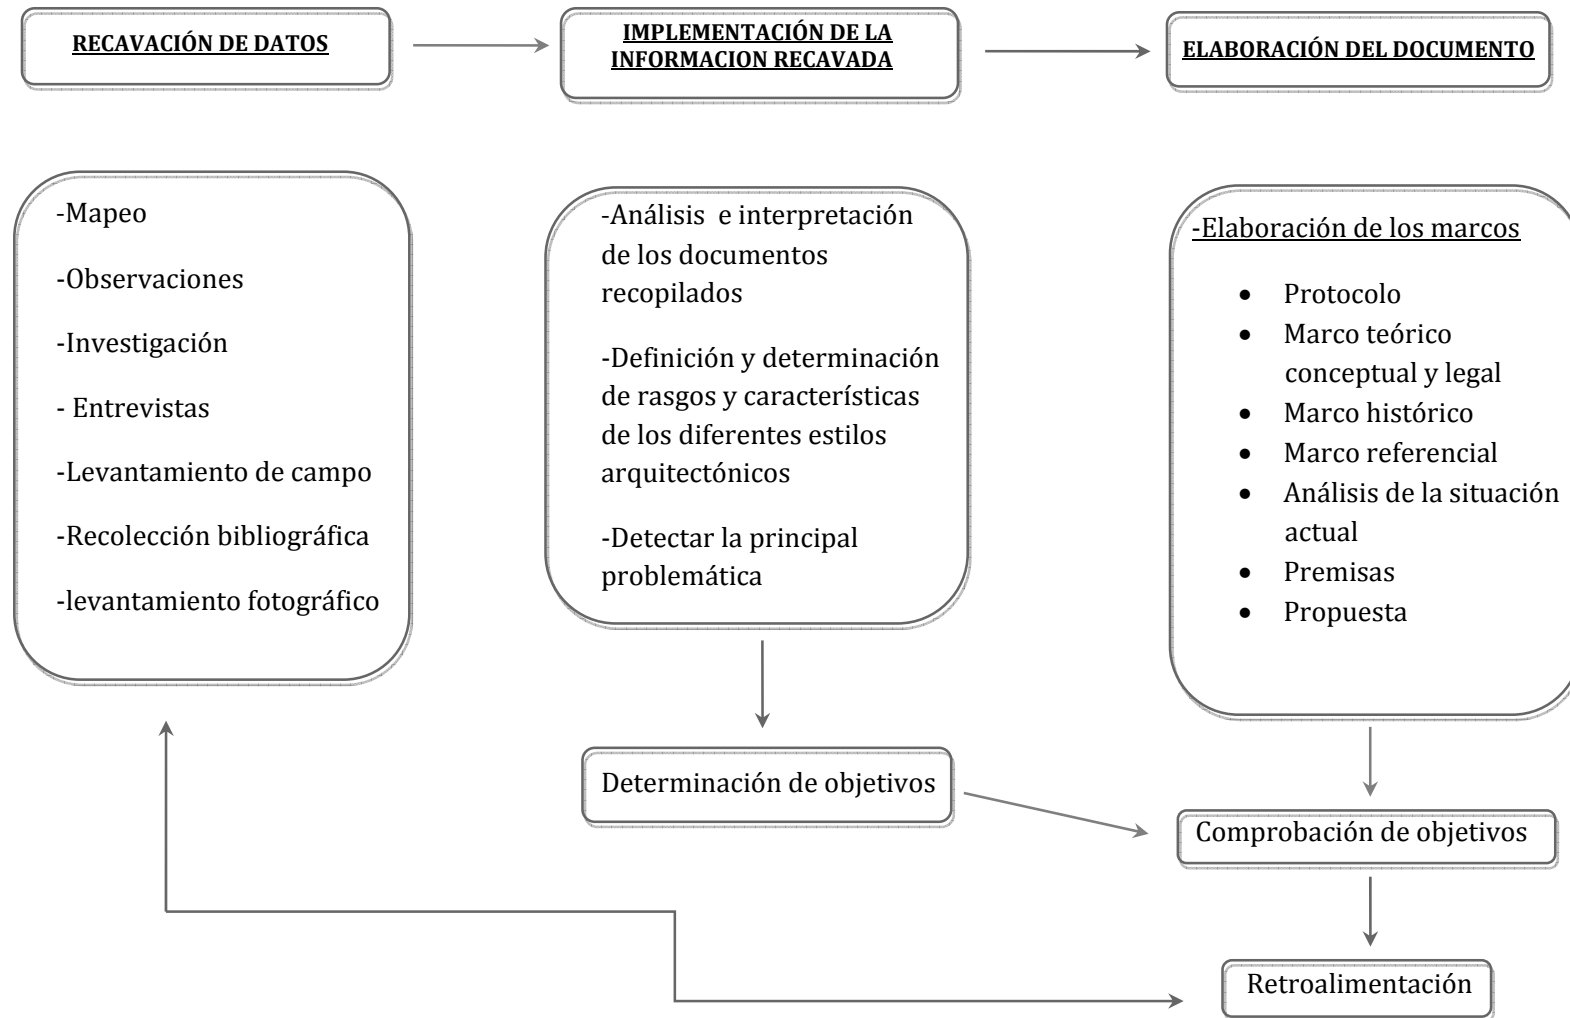 RECAVACIÓN DE DATOS
IMPLEMENTACIÓN DE LA
INFORMACION RECAVADA
ELABORACIÓN DEL DOCUMENTO
-Mapeo
-Observaciones
-Investigación
- Entrevistas
-Levantamiento de campo
-Recolección bibliográfica
-levantamiento fotográfico
-Análisis  e interpretación
de los documentos
recopilados
-Definición y determinación
de rasgos y características
de los diferentes estilos
arquitectónicos
-Detectar la principal
problemática
-Elaboración de los marcos
• Protocolo
• Marco teórico
conceptual y legal
• Marco histórico
• Marco referencial
• Análisis de la situación
actual
• Premisas
• Propuesta
Determinación de objetivos
Comprobación de objetivos
Retroalimentación